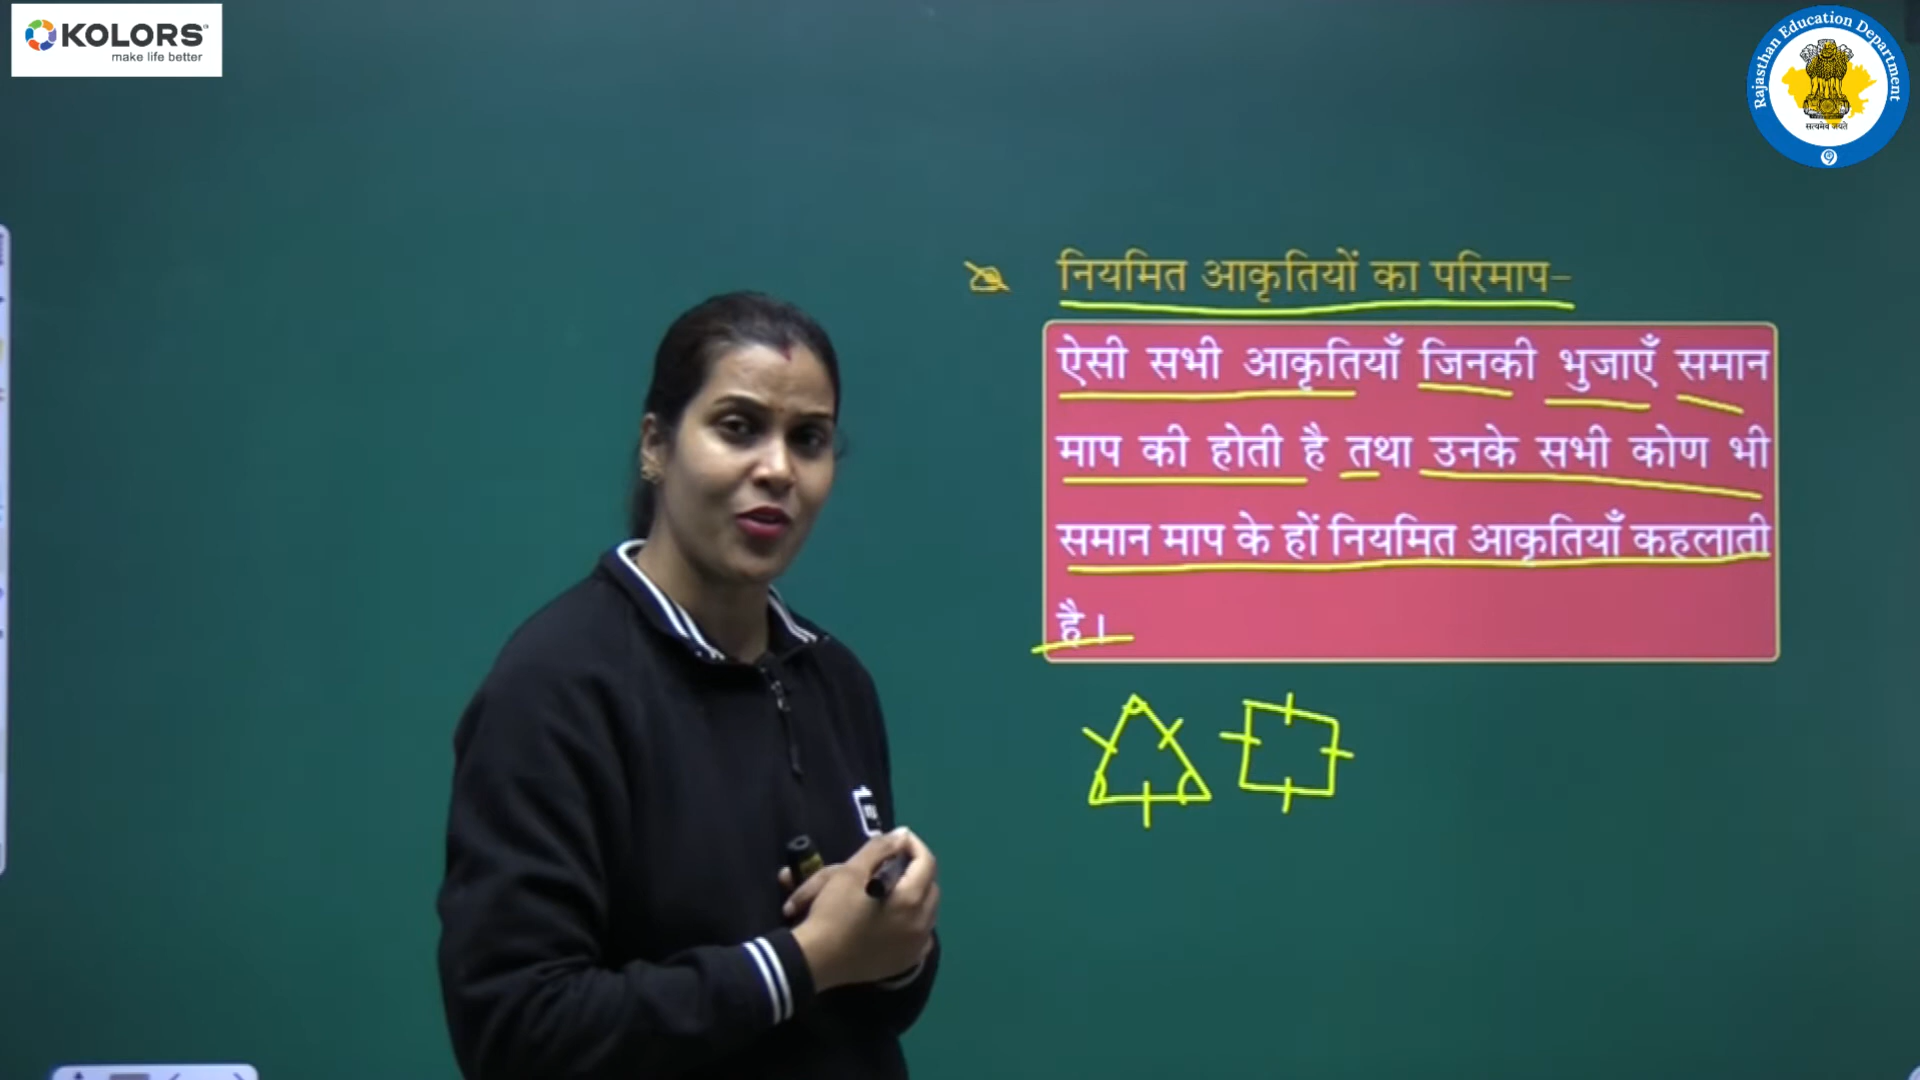 KOLORS
make life better
Rajasthan Education Department
सत्यमेव जयते
नियमित आकृतियों का परिमाप-
ऐसी सभी आकृतियाँ जिनकी भुजाएँ समान
माप की होती है तथा उनके सभी कोण भी
समान माप के हों नियमित आकृतियाँ कहलाती
है।